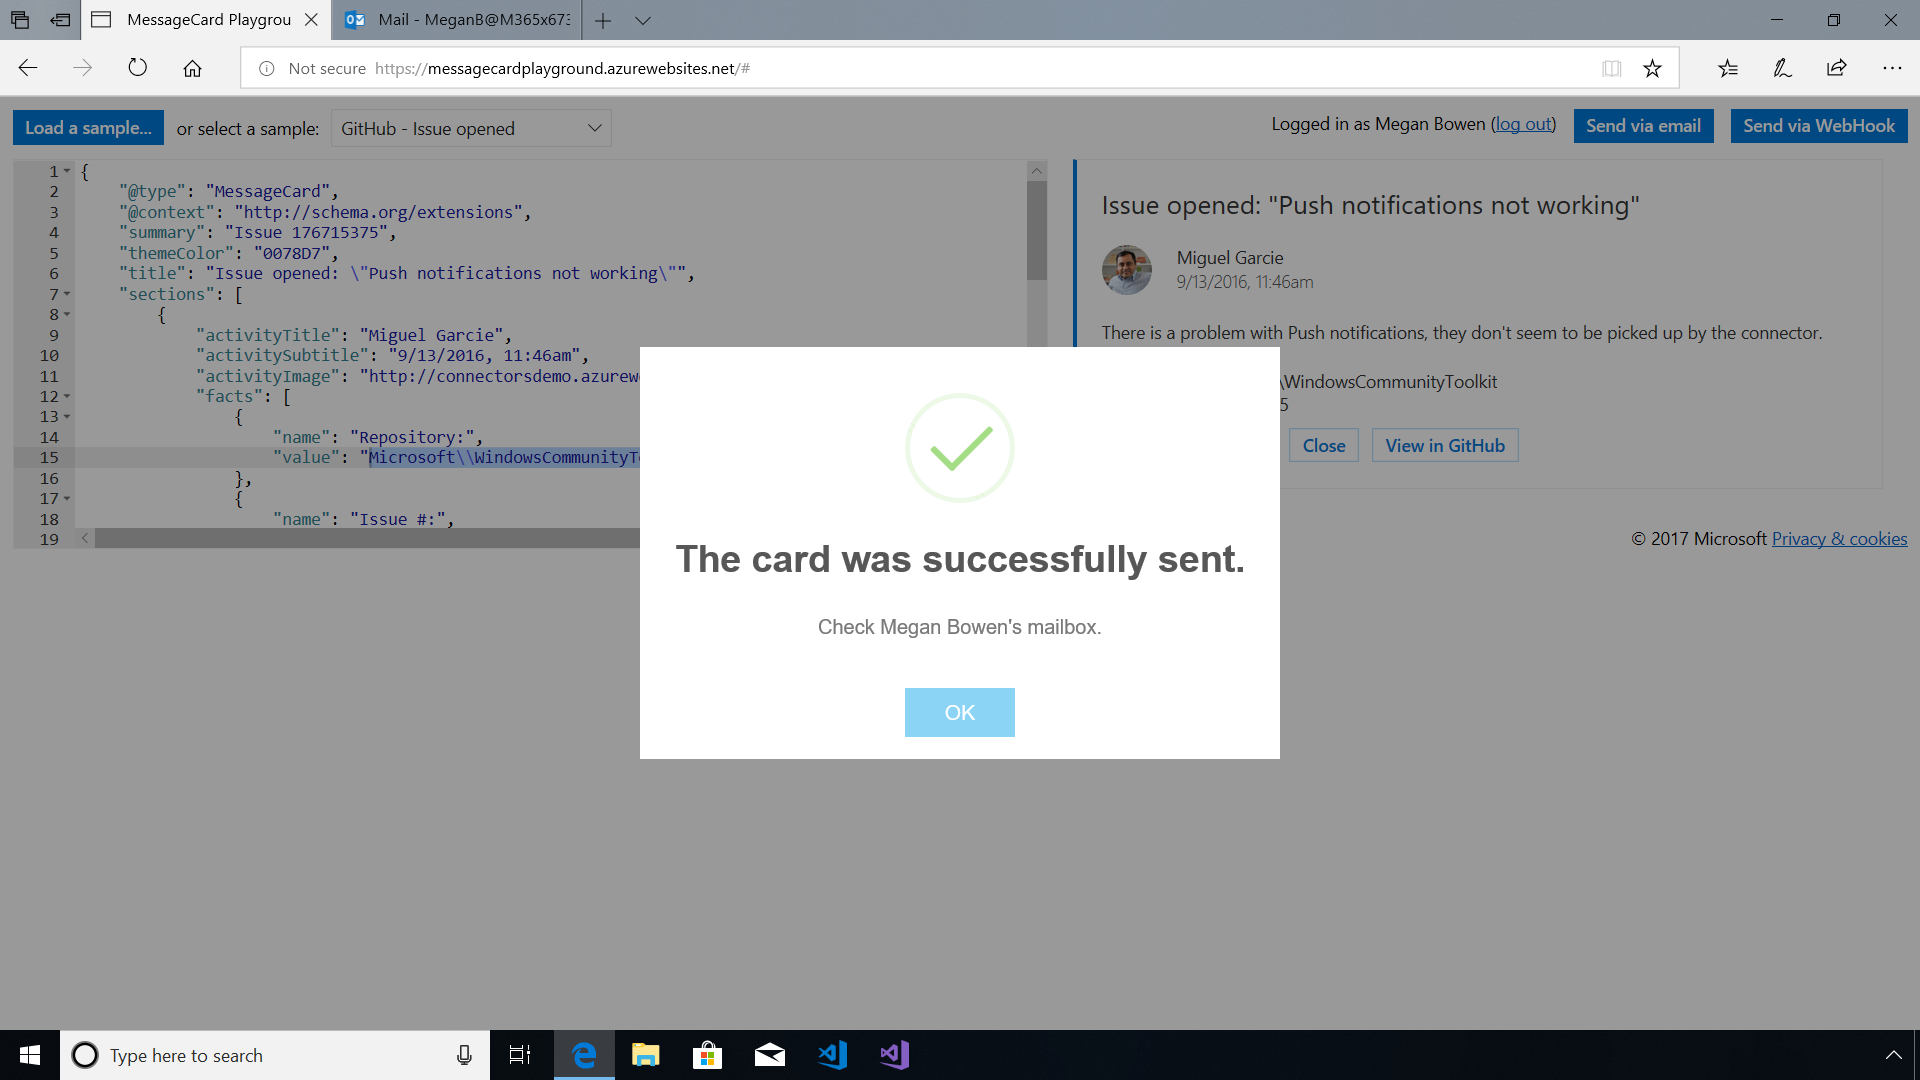 MessageCard Playgrou
Mail - MeganB@M365x673
Not secure https://messagecardplayground.azurewebsites.net/#
Load a sample... or select a sample: GitHub - Issue opened
Logged in as Megan Bowen (log out) Send via email Send via WebHook
1 {
2 "@type": "MessageCard",
3 "@context": "http://schema.org/extensions",
4 "summary": "Issue 176715375",
5 "themeColor": "0078D7",
6 "title": "Issue opened: \"Push notifications not working\"",
7 "sections": [
8 {
9 "activityTitle": "Miguel Garcie",
10 "activitySubtitle": "9/13/2016, 11:46am",
11 "activityImage": "http://connectorsdemo.azurew
12 "facts": [
13 {
14 "name": "Repository:",
15 "value": "Microsoft\\WindowsCommunityT
16 },
17 {
18 "name": "Issue #:",
19
Issue opened: "Push notifications not working"
Miguel Garcie
9/13/2016, 11:46am
There is a problem with Push notifications, they don't seem to be picked up by the connector.
\WindowsCommunityToolkit
5
Close View in GitHub
© 2017 Microsoft Privacy & cookies
The card was successfully sent.
Check Megan Bowen's mailbox.
OK
Type here to search